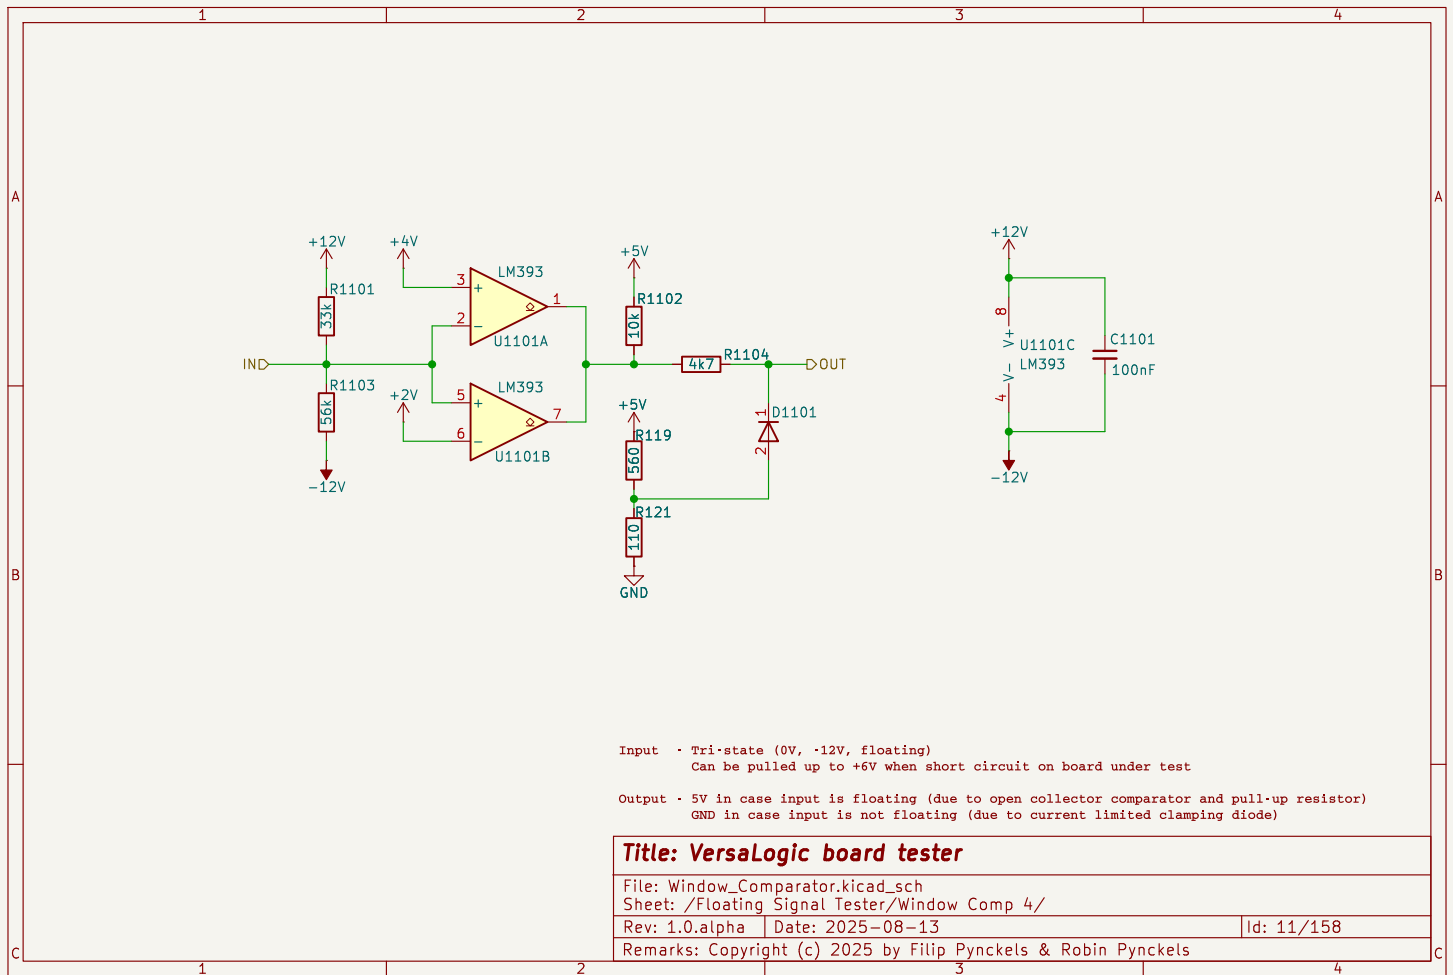 1 2 3 4
A A
+12V
R1101
33k
+4V
3
+
2
−
LM393
1
U1101A
+5V
R1102
10k
IN
R1103
56k
−12V
+2V
5
+
6
−
LM393
7
U1101B
4k7
R1104
OUT
+5V
R119
560
R121
110
GND
D1101
1
2
+12V
8
V+
V−
4
U1101C
LM393
C1101
100nF
−12V
B B
Input - Tri-state (0V, -12V, floating)
Can be pulled up to +6V when short circuit on board under test
Output - 5V in case input is floating (due to open collector comparator and pull-up resistor)
GND in case input is not floating (due to current limited clamping diode)
Title: VersaLogic board tester
File: Window_Comparator.kicad_sch
Sheet: /Floating Signal Tester/Window Comp 4/
Rev: 1.0.alpha Date: 2025-08-13 Id: 11/158
Remarks: Copyright (c) 2025 by Filip Pynckels & Robin Pynckels
C C
1 2 3 4